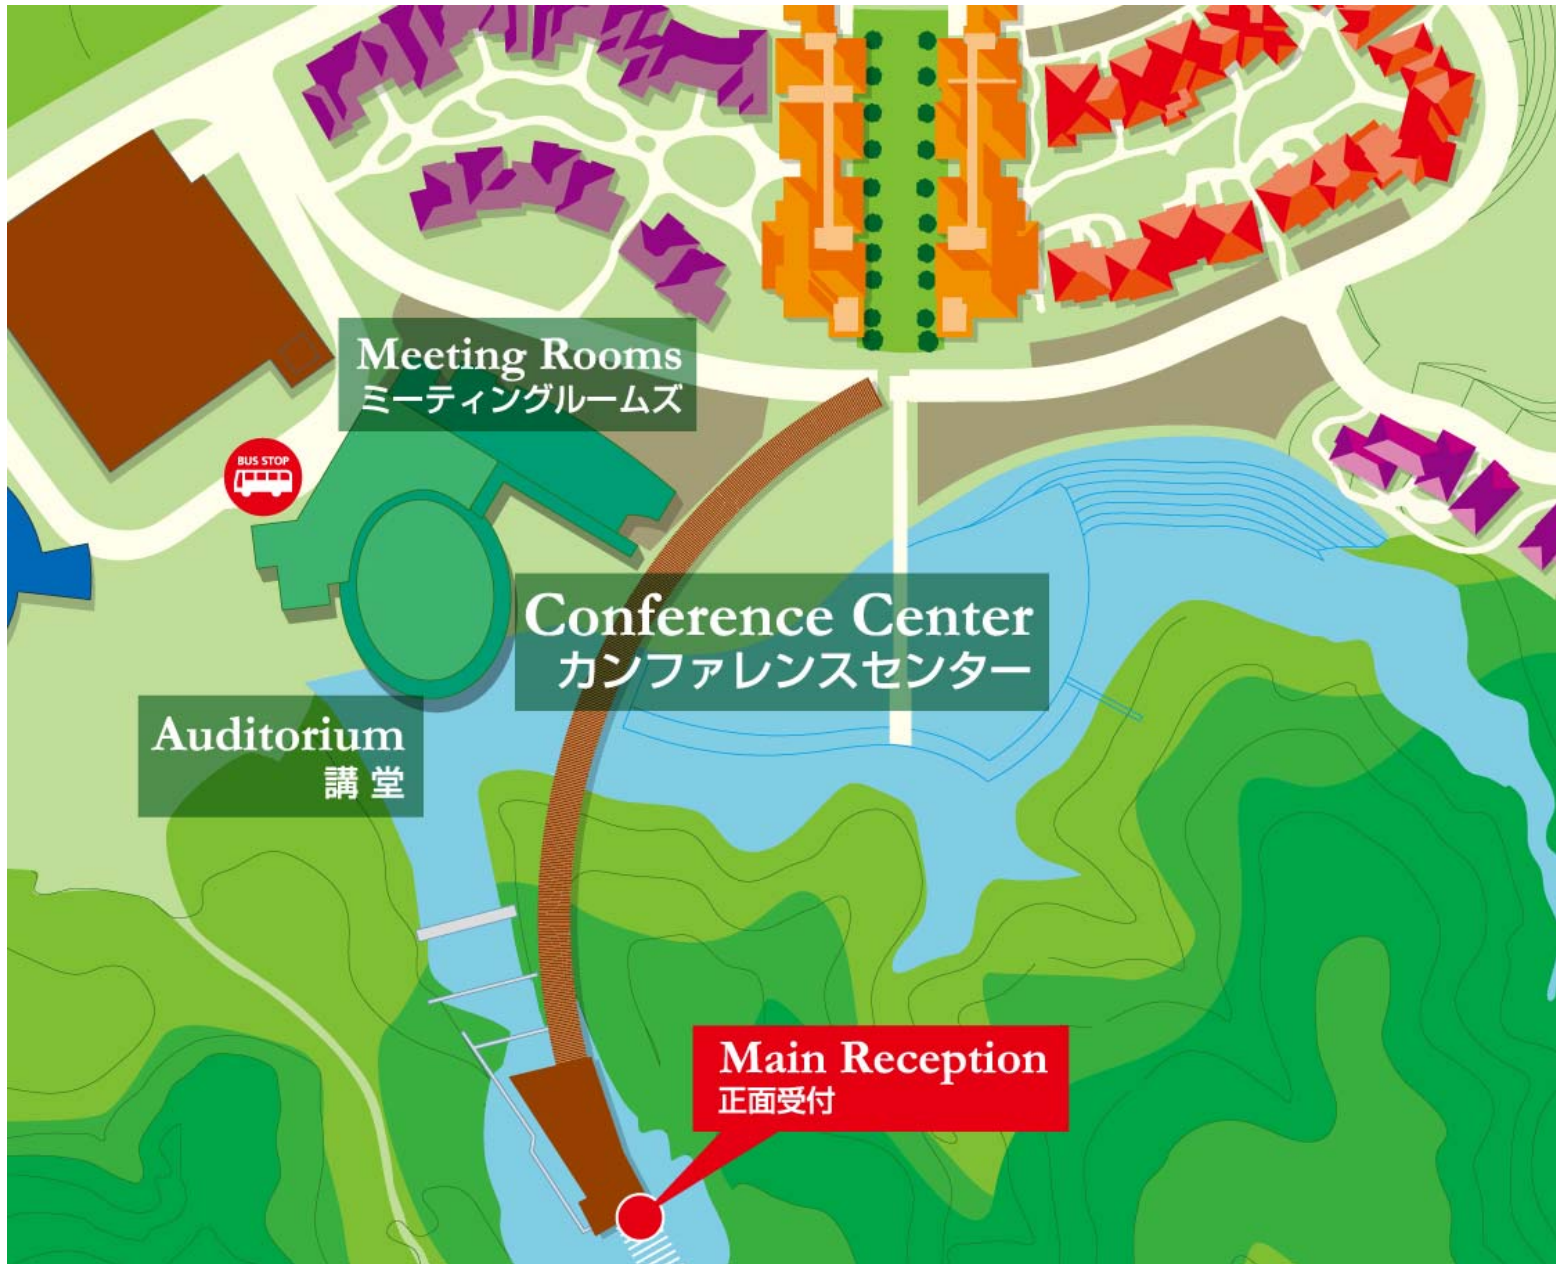 Meeting Rooms
ミーティングルームズ
BUS STOP
Conference Center
カンファレンスセンター
Auditorium
講 堂
Main Reception
正面受付